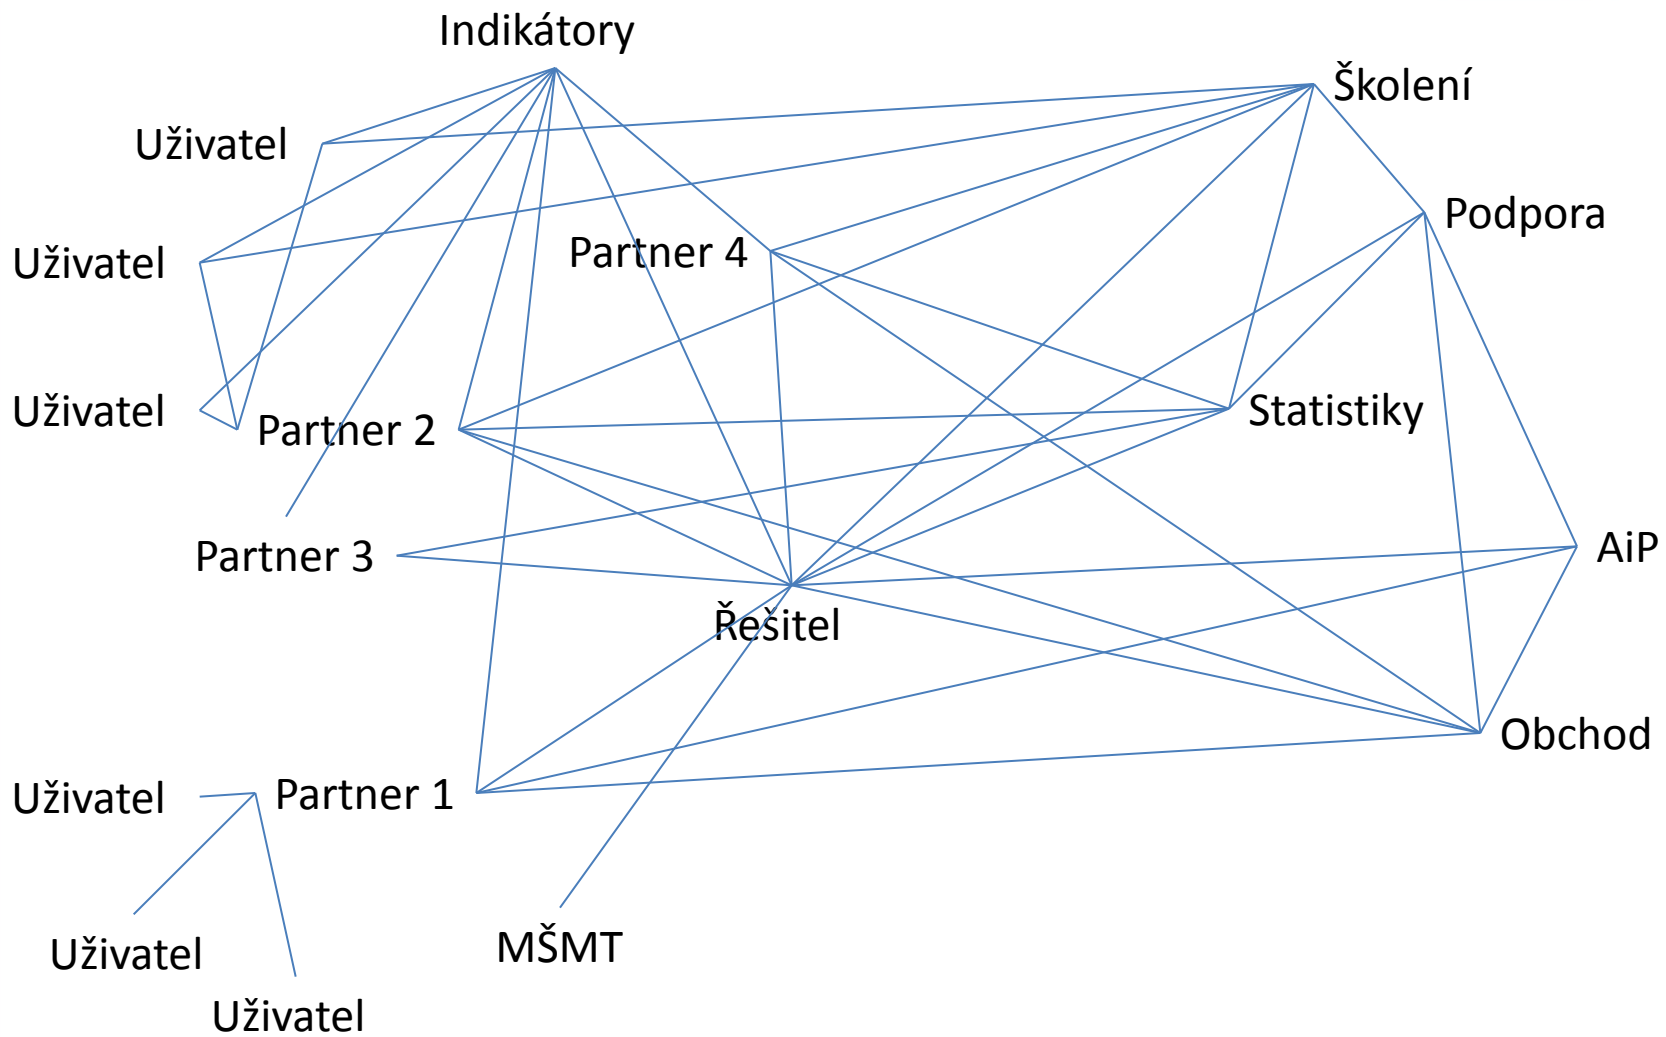 Indikátory
Školení
Uživatel
Podpora
Partner 4
Uživatel
Uživatel
Partner 2
Statistiky
Partner 3
AiP
Řešitel
Obchod
Uživatel
Partner 1
Uživatel
MŠMT
Uživatel